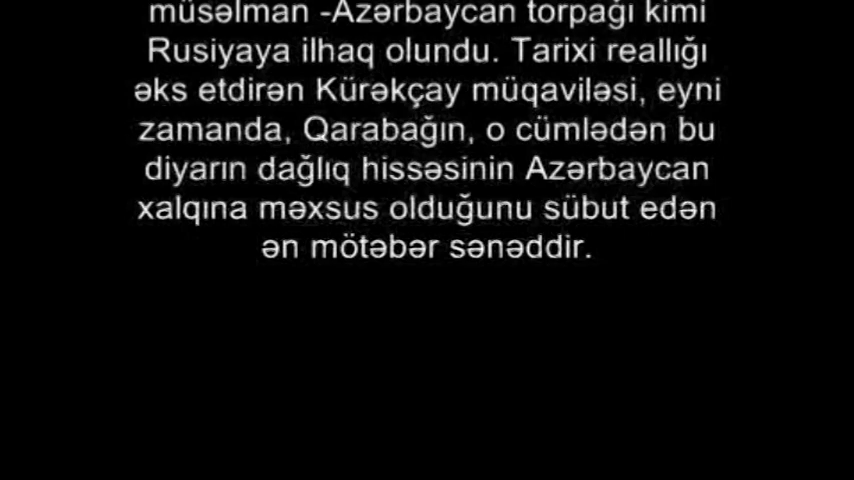 müsəlman -Azərbaycan torpağı kimi
Rusiyaya ilhaq olundu. Tarixi reallığı
əks etdirən Kürəkçay müqaviləsi, eyni
zamanda, Qarabağın, o cümlədən bu
diyarın dağlıq hissəsinin Azərbaycan
xalqına məxsus olduğunu sübut edən
ən mötəbər sənəddir.